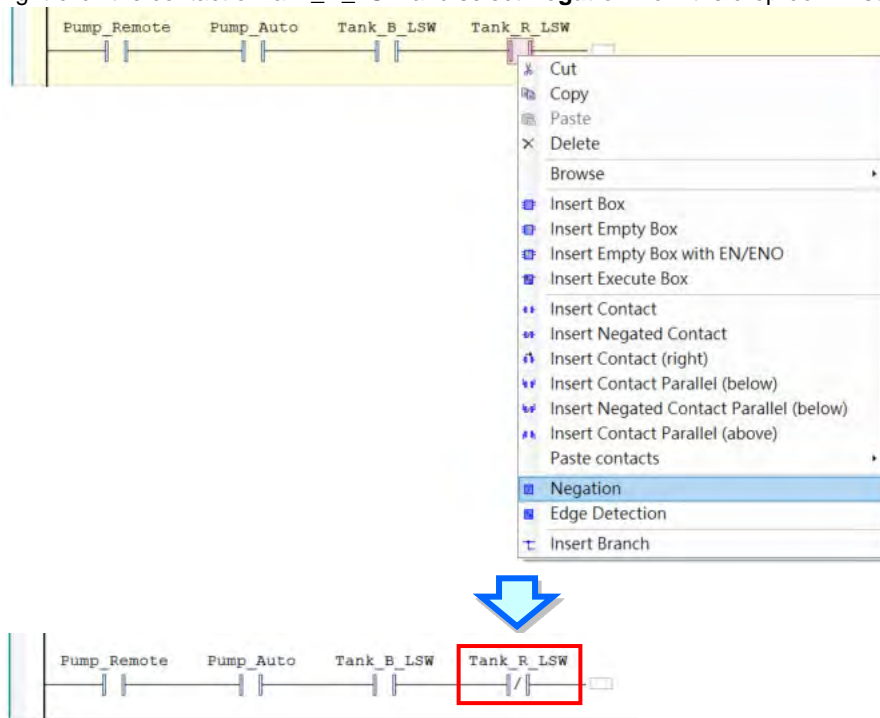 Pump_Remote Pump_Auto Tank_B_LSW Tank_R_LSW
Cut
Copy
Paste
Delete
Browse
Insert Box
Insert Empty Box
Insert Empty Box with EN/ENO
Insert Execute Box
Insert Contact
Insert Negated Contact
Insert Contact (right)
Insert Contact Parallel (below)
Insert Negated Contact Parallel (below)
Insert Contact Parallel (above)
Paste contacts
Negation
Edge Detection
Insert Branch
Pump_Remote Pump_Auto Tank_B_LSW Tank_R_LSW